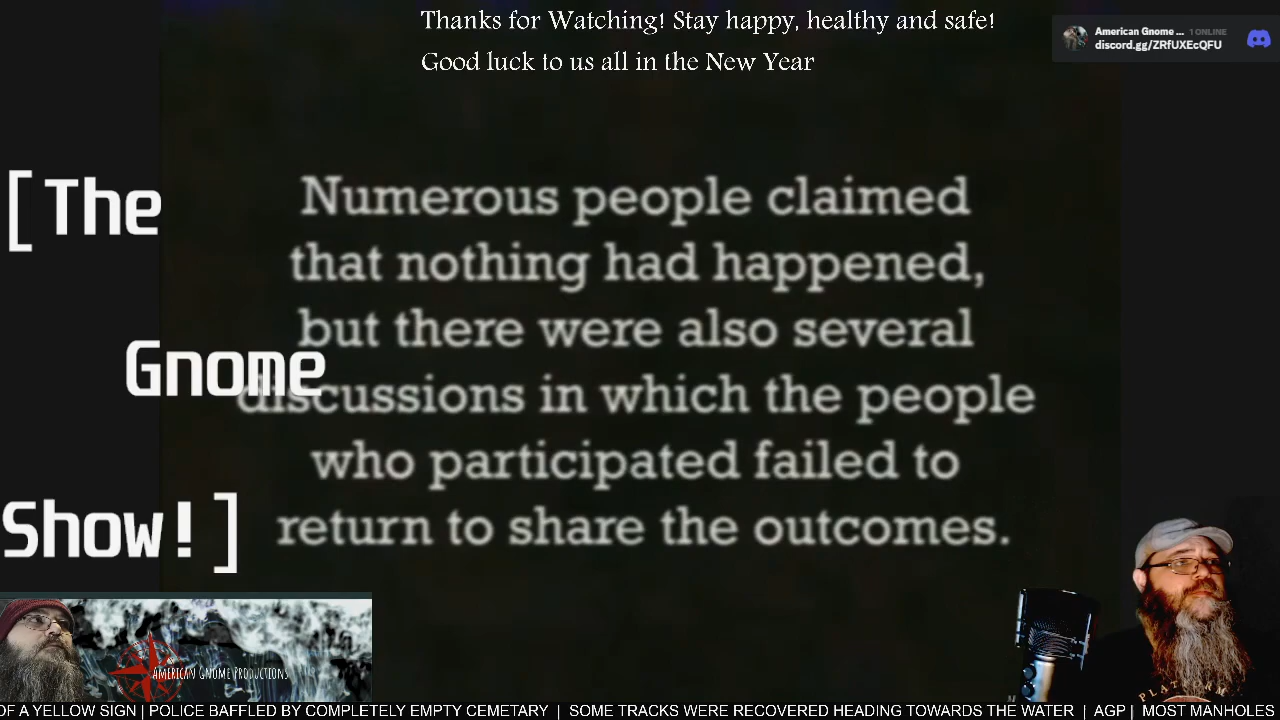 Thanks for Watching! Stay happy, healthy and safe!
Good luck to us all in the New Year
American Gnome ... 1 ONLINE
discord.gg/ZRfUXEcQFU
[The
Gnome
Show!]
Numerous people claimed
that nothing had happened,
but there were also several
discussions in which the people
who participated failed to
return to share the outcomes.
AMERICAN GNOME PRODUCTIONS
OF A YELLOW SIGN | POLICE BAFFLED BY COMPLETELY EMPTY CEMETARY | SOME TRACKS WERE RECOVERED HEADING TOWARDS THE WATER | AGP | MOST MANHOLES